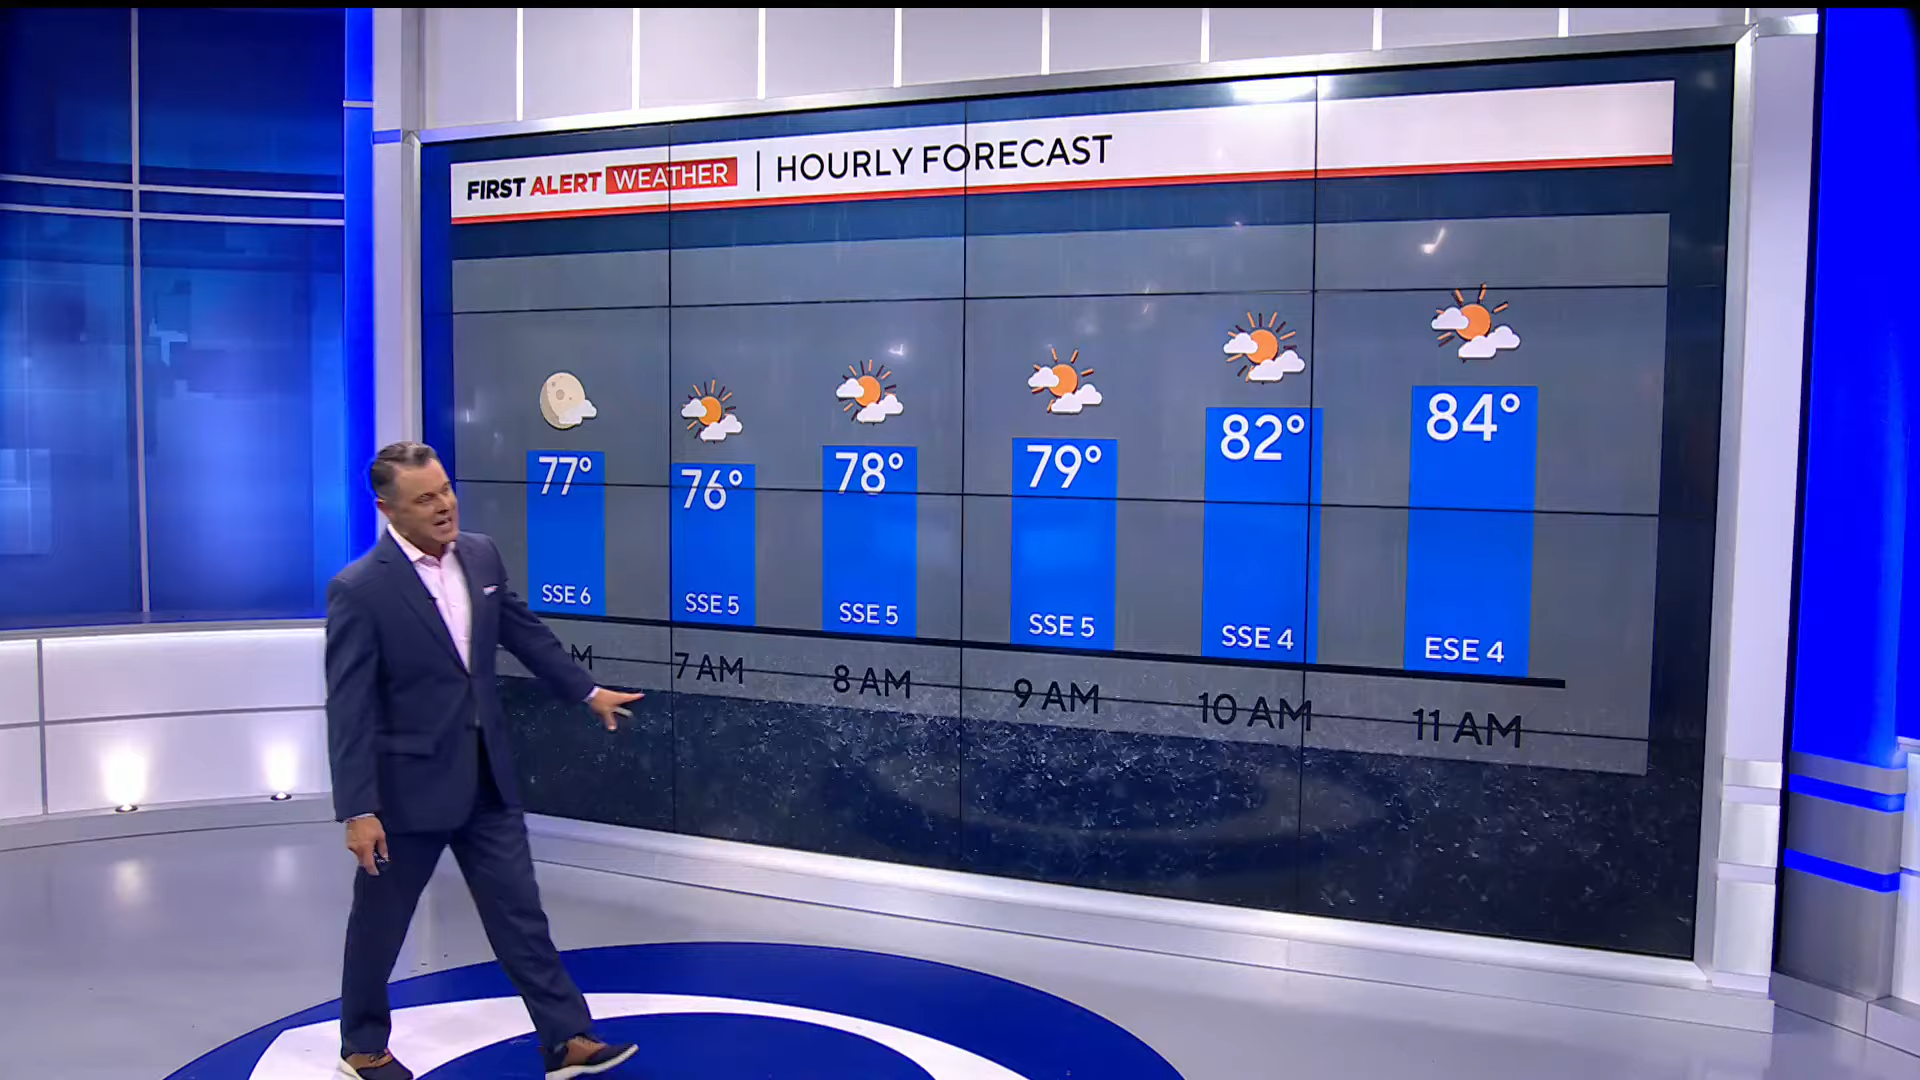 FIRST ALERT WEATHER | HOURLY FORECAST
77° 76° 78° 79° 82° 84°
SSE 6 SSE 5 SSE 5 SSE 5 SSE 4 ESE 4
M 7 AM 8 AM 9 AM 10 AM 11 AM